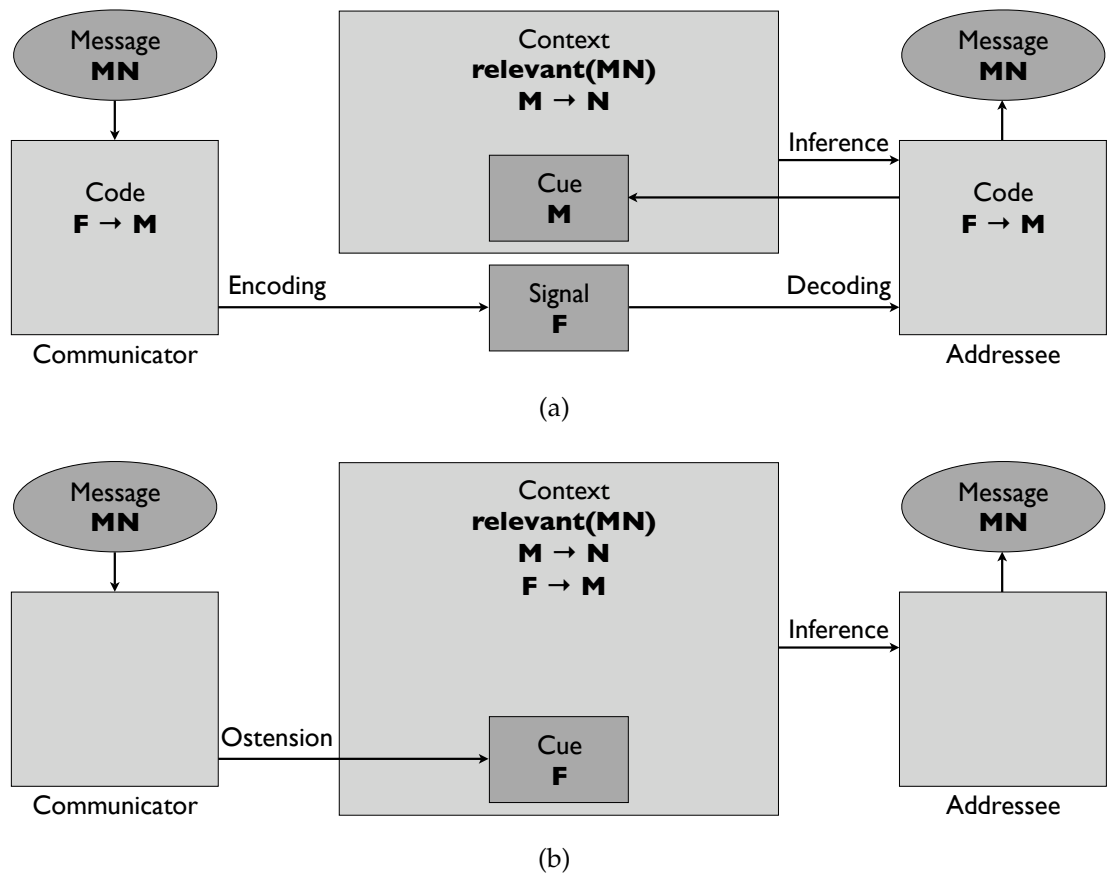 Message
MN
Context
relevant(MN)
M → N
Message
MN
Inference
Code
F → M
Cue
M
Code
F → M
Encoding
Signal
F
Decoding
Communicator
Addressee
(a)
Message
MN
Context
relevant(MN)
M → N
F → M
Message
MN
Inference
Ostension
Cue
F
Communicator
Addressee
(b)